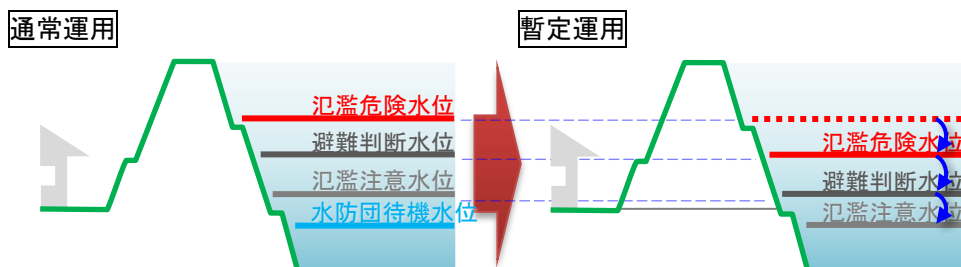 通常運用
氾濫危険水位
避難判断水位
氾濫注意水位
水防団待機水位
暫定運用
氾濫危険水位
避難判断水位
氾濫注意水位